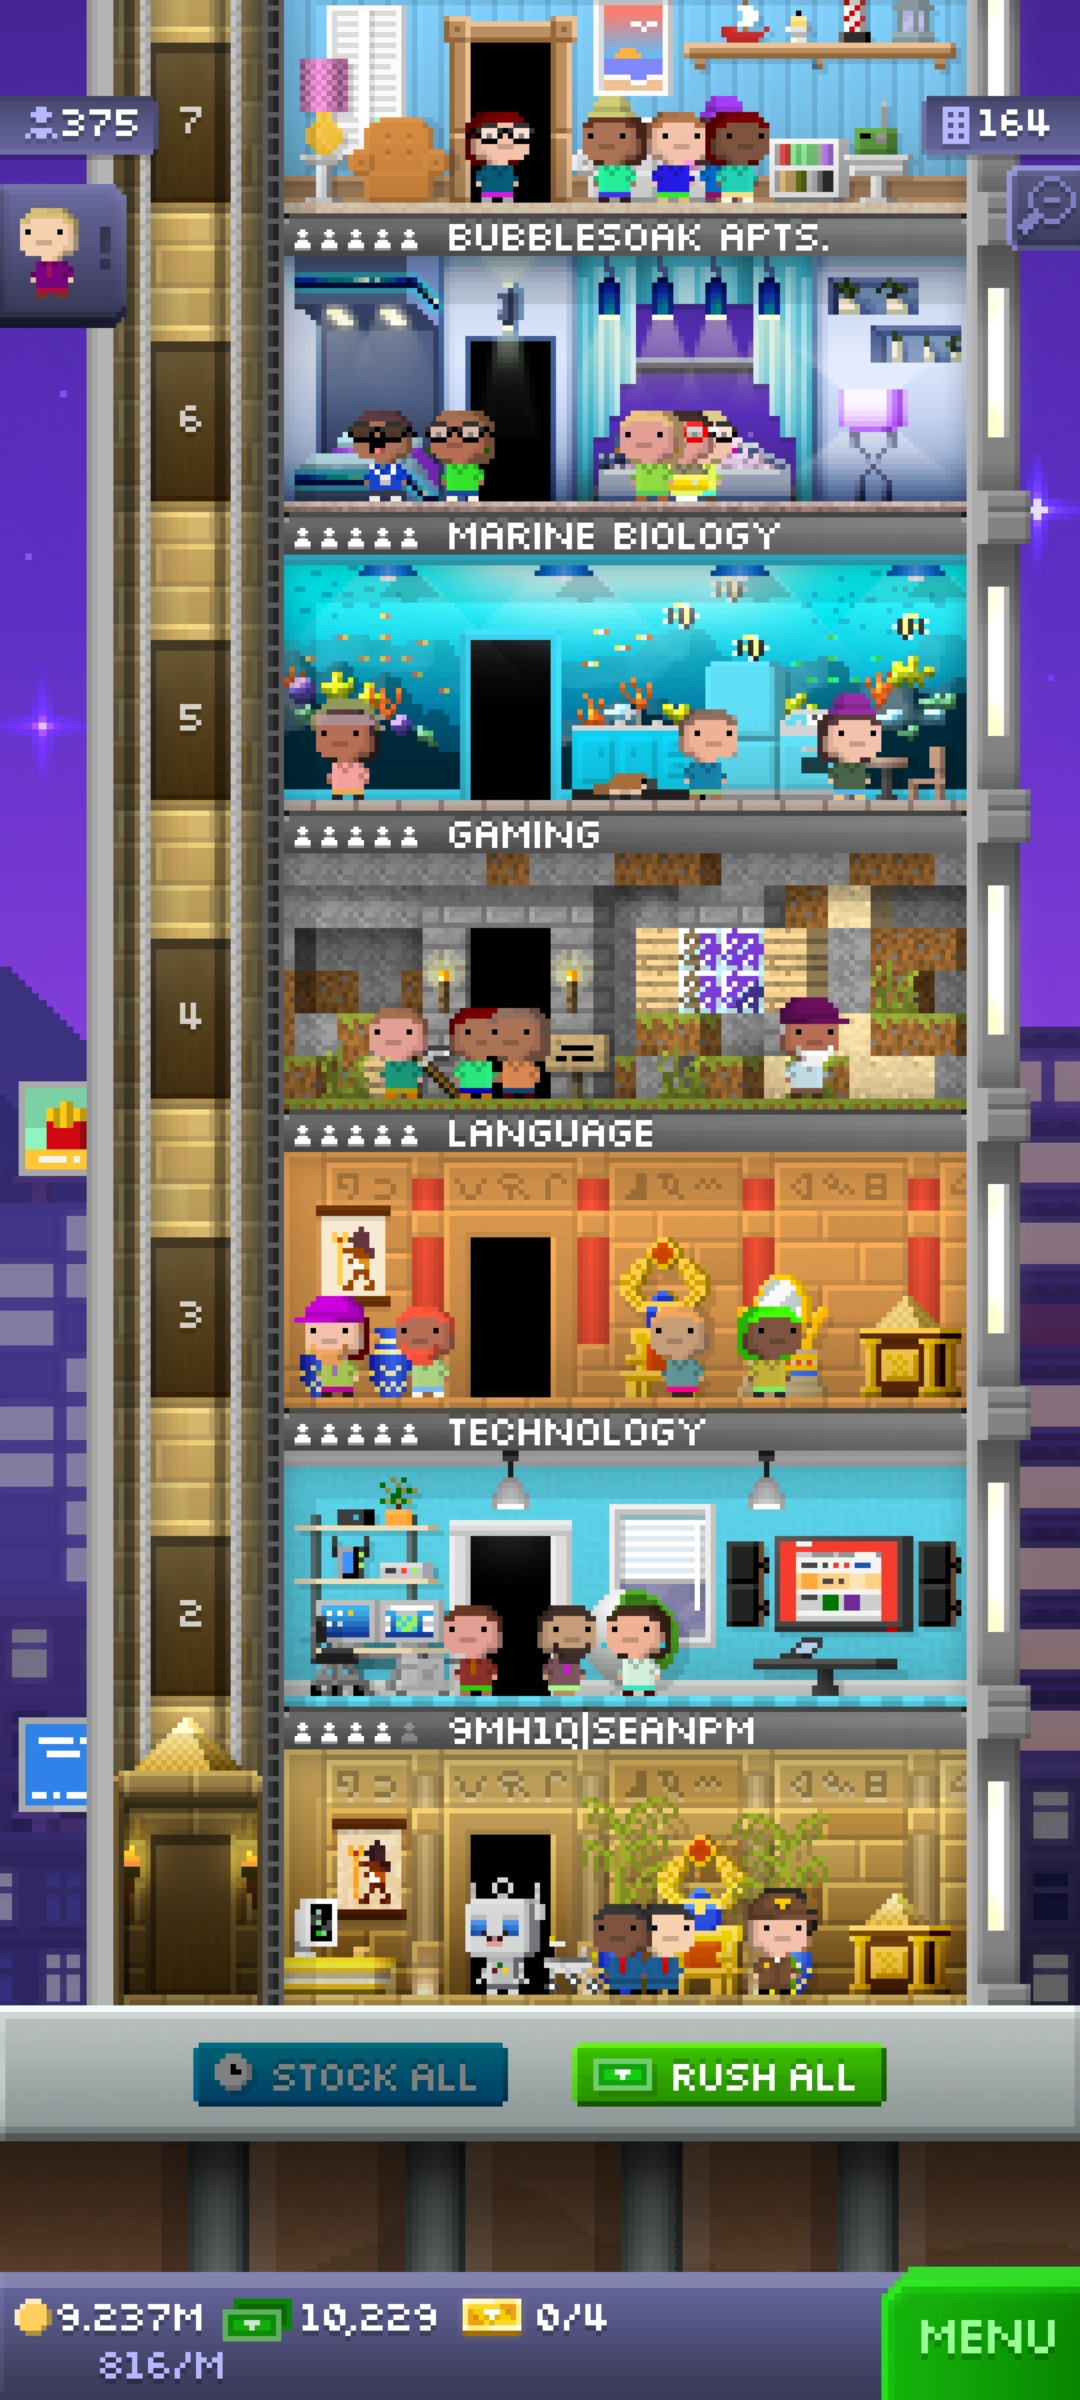 375
7
164
BUBBLESOAK APTS.
6
MARINE BIOLOGY
5
GAMING
4
LANGUAGE
3
TECHNOLOGY
2
9MH1Q|SEANPM
STOCK ALL
RUSH ALL
9.237M
10,229
0/4
816/M
MENU